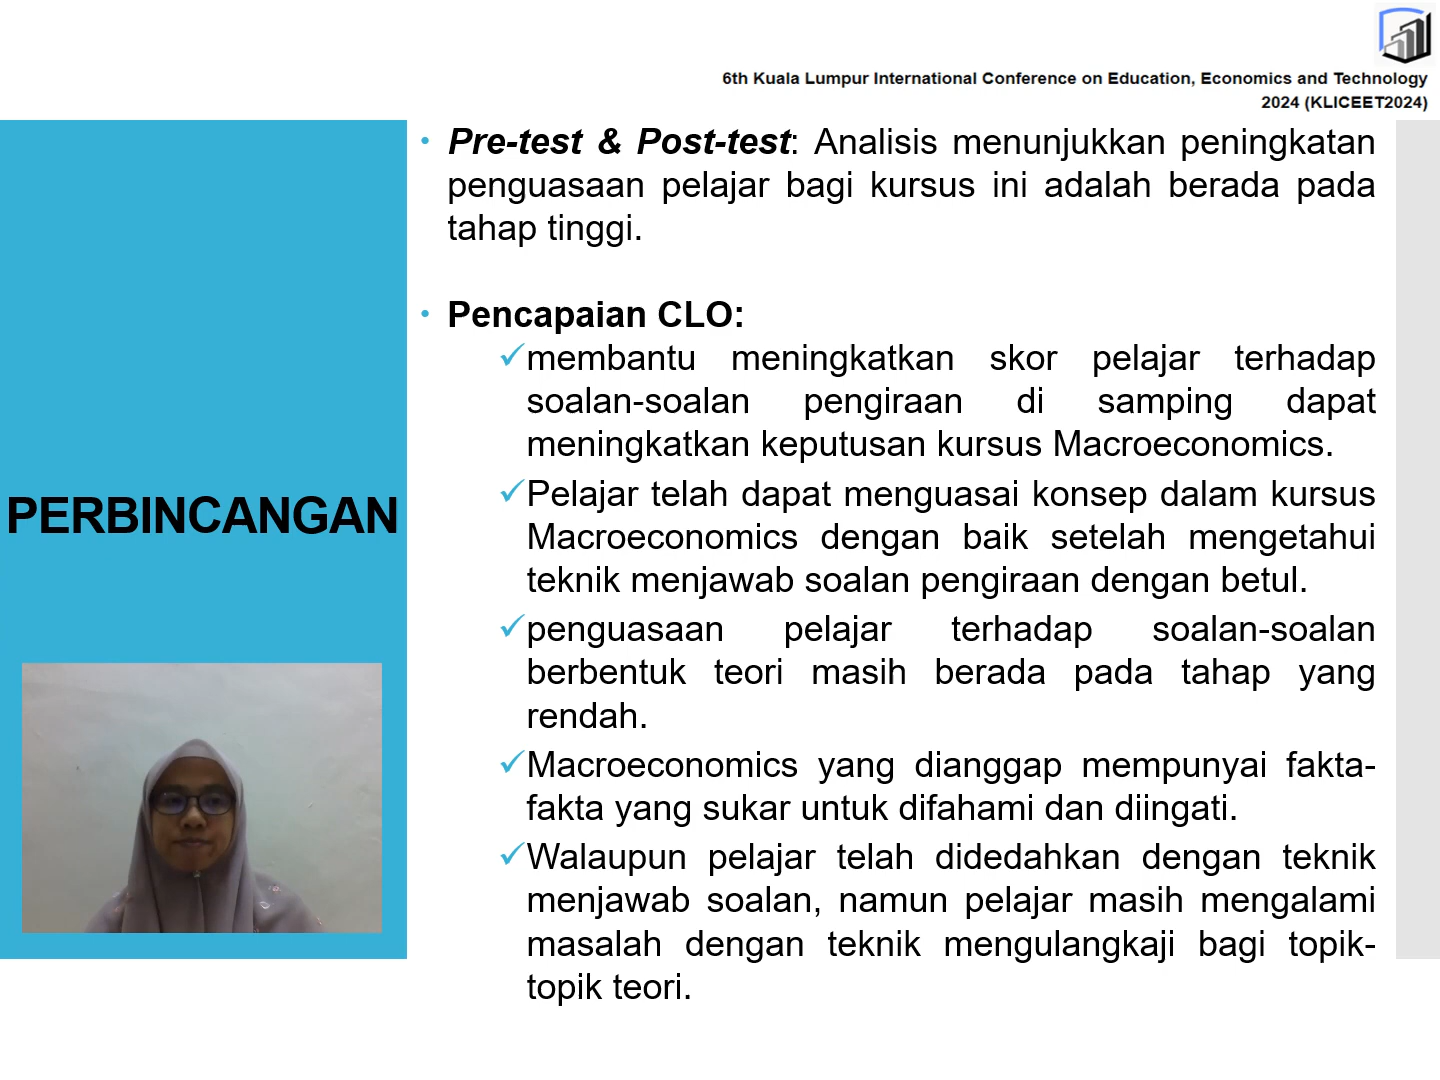 6th Kuala Lumpur International Conference on Education, Economics and Technology
2024 (KLICEET2024)
• Pre-test & Post-test: Analisis menunjukkan peningkatan
penguasaan pelajar bagi kursus ini adalah berada pada
tahap tinggi.
• Pencapaian CLO:
✓membantu meningkatkan skor pelajar terhadap
soalan-soalan pengiraan di samping dapat
meningkatkan keputusan kursus Macroeconomics.
✓Pelajar telah dapat menguasai konsep dalam kursus
Macroeconomics dengan baik setelah mengetahui
teknik menjawab soalan pengiraan dengan betul.
✓penguasaan pelajar terhadap soalan-soalan
berbentuk teori masih berada pada tahap yang
rendah.
✓Macroeconomics yang dianggap mempunyai fakta-
fakta yang sukar untuk difahami dan diingati.
✓Walaupun pelajar telah didedahkan dengan teknik
menjawab soalan, namun pelajar masih mengalami
masalah dengan teknik mengulangkaji bagi topik-
topik teori.
PERBINCANGAN